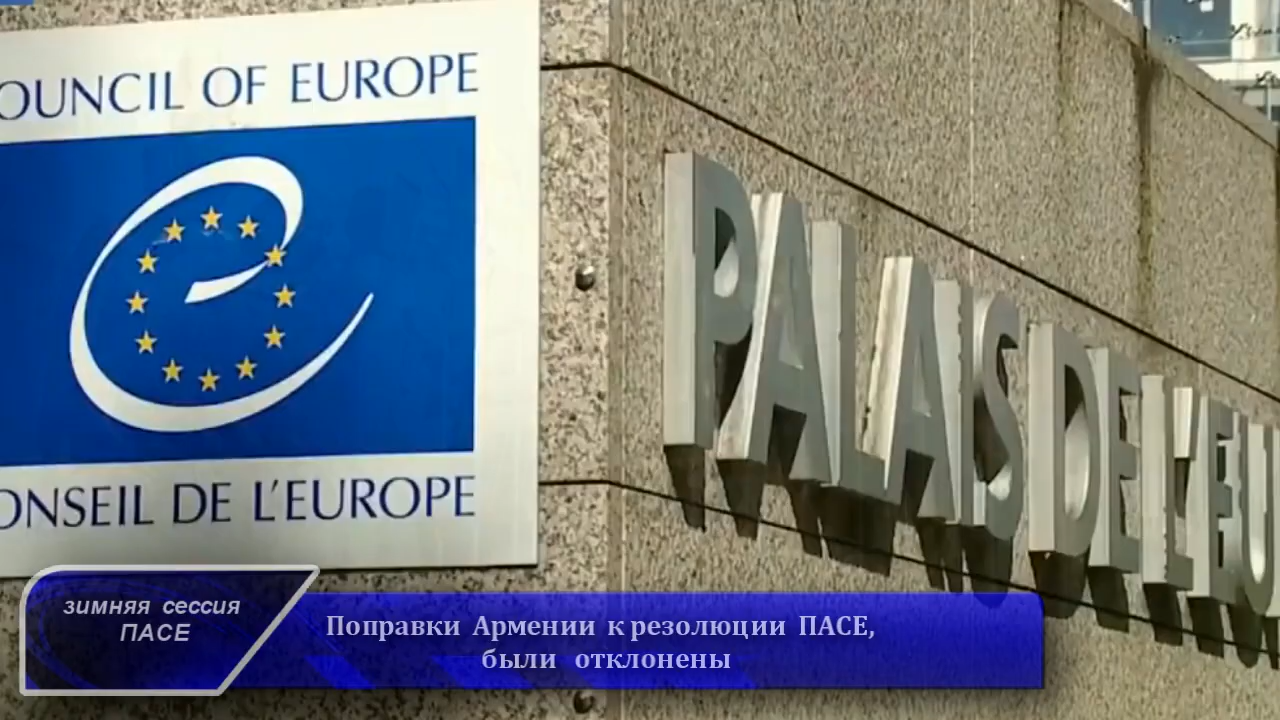 OUNCIL OF EUROPE
ONSEIL DE L'EUROPE
PALAIS DE L'EU
зимняя сессия
ПАСЕ
Поправки Армении к резолюции ПАСЕ,
были отклонены